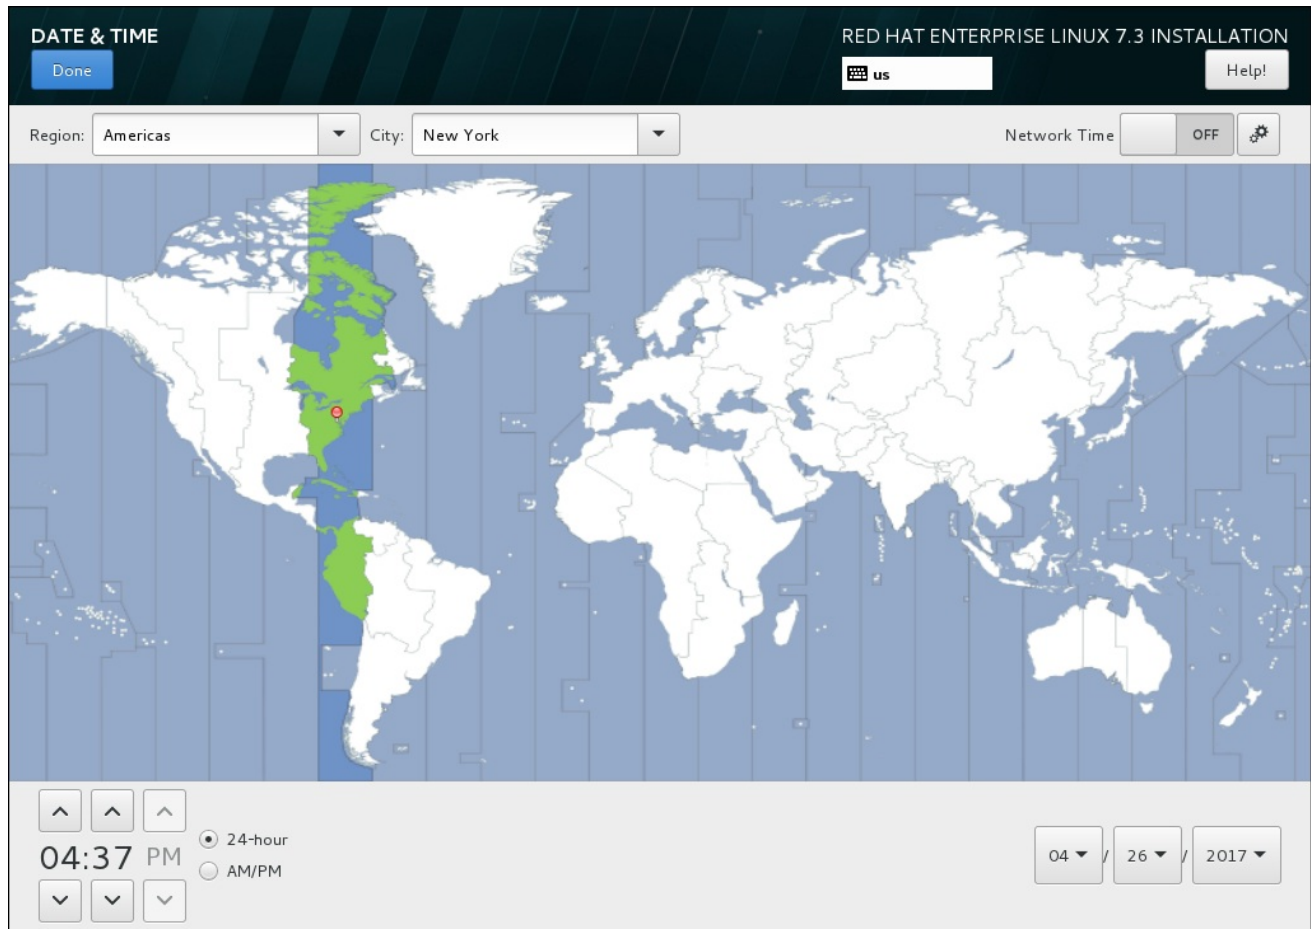 DATE & TIME
RED HAT ENTERPRISE LINUX 7.3 INSTALLATION
Done
us
Help!
Region: Americas City: New York Network Time OFF
04:37 PM
24-hour
AM/PM
04 / 26 / 2017